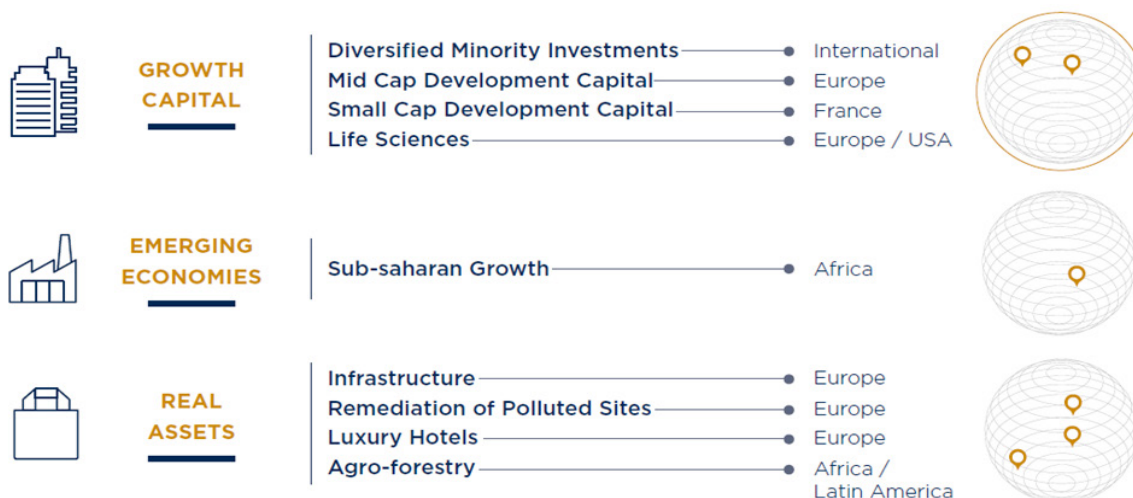 GROWTH
CAPITAL
Diversified Minority Investments International
Mid Cap Development Capital Europe
Small Cap Development Capital France
Life Sciences Europe / USA
EMERGING
ECONOMIES
Sub-saharan Growth Africa
REAL
ASSETS
Infrastructure Europe
Remediation of Polluted Sites Europe
Luxury Hotels Europe
Agro-forestry Africa /
Latin America